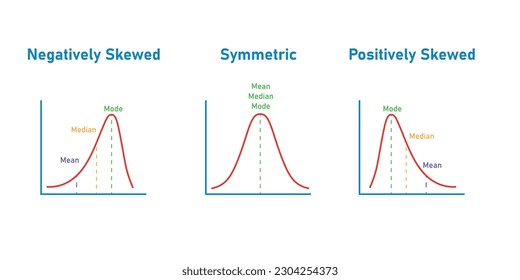 Negatively Skewed
Symmetric
Positively Skewed
Mode
Median
Mean
Mean
Median
Mode
Mode
Median
Mean
shutterstock.com · 2304254373